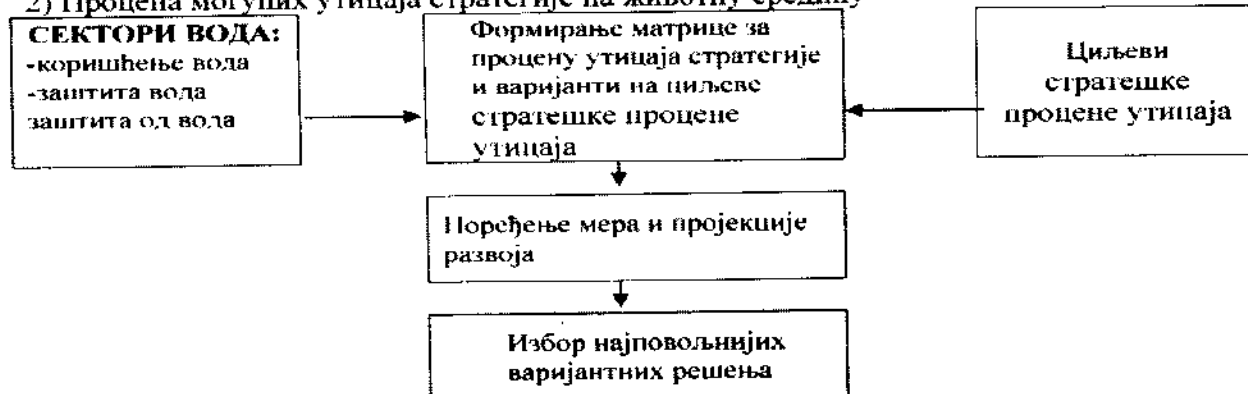 2) Процена могућих утицаја стратегије на животну средину
СЕКТОРИ ВОДА:
-коришћење вода
-заштита вода
заштита од вода
Формирање матрице за
процену утицаја стратегије
и варијанти на циљеве
стратешке процене
утицаја
Циљеви
стратешке
процене утицаја
Поређење мера и пројекције
развоја
Избор најповољнијих
варијантних решења